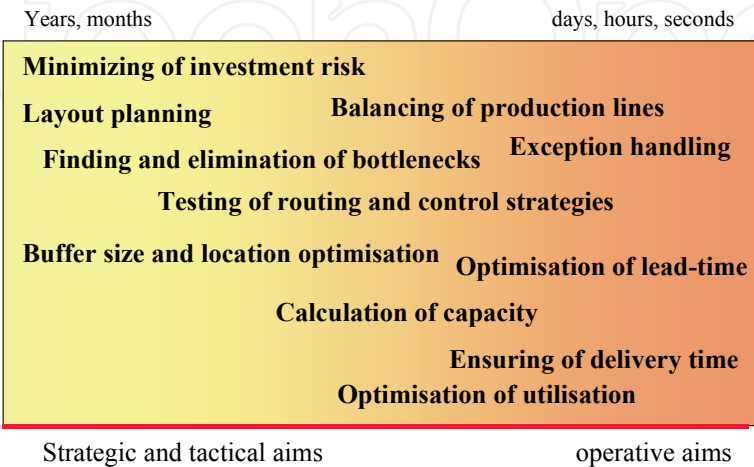 Years, months days, hours, seconds
Minimizing of investment risk
Layout planning
Balancing of production lines
Exception handling
Finding and elimination of bottlenecks
Testing of routing and control strategies
Buffer size and location optimisation
Optimisation of lead-time
Calculation of capacity
Ensuring of delivery time
Optimisation of utilisation
Strategic and tactical aims operative aims